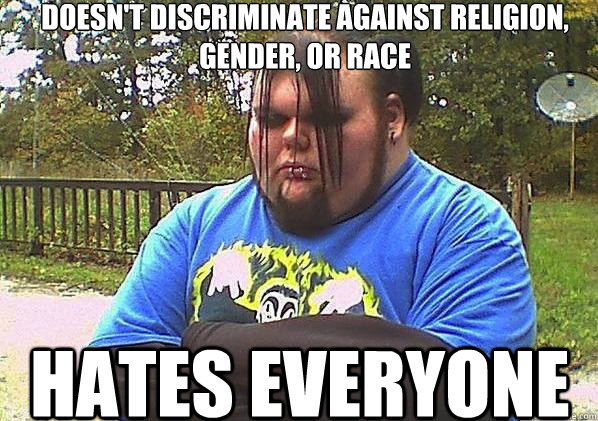 DOESN'T DISCRIMINATE AGAINST RELIGION,
GENDER, OR RACE
HATES EVERYONE